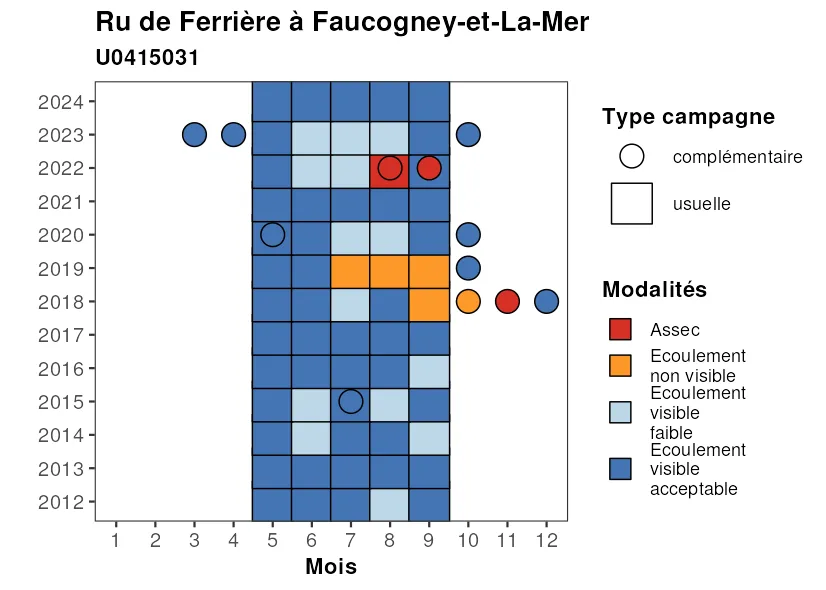 Ru de Ferrière à Faucogney-et-La-Mer
U0415031
2024
2023
2022
2021
2020
2019
2018
2017
2016
2015
2014
2013
2012
1 2 3 4 5 6 7 8 9 10 11 12
Mois
Type campagne
complémentaire
usuelle
Modalités
Assec
Ecoulement
non visible
Ecoulement
visible
faible
Ecoulement
visible
acceptable